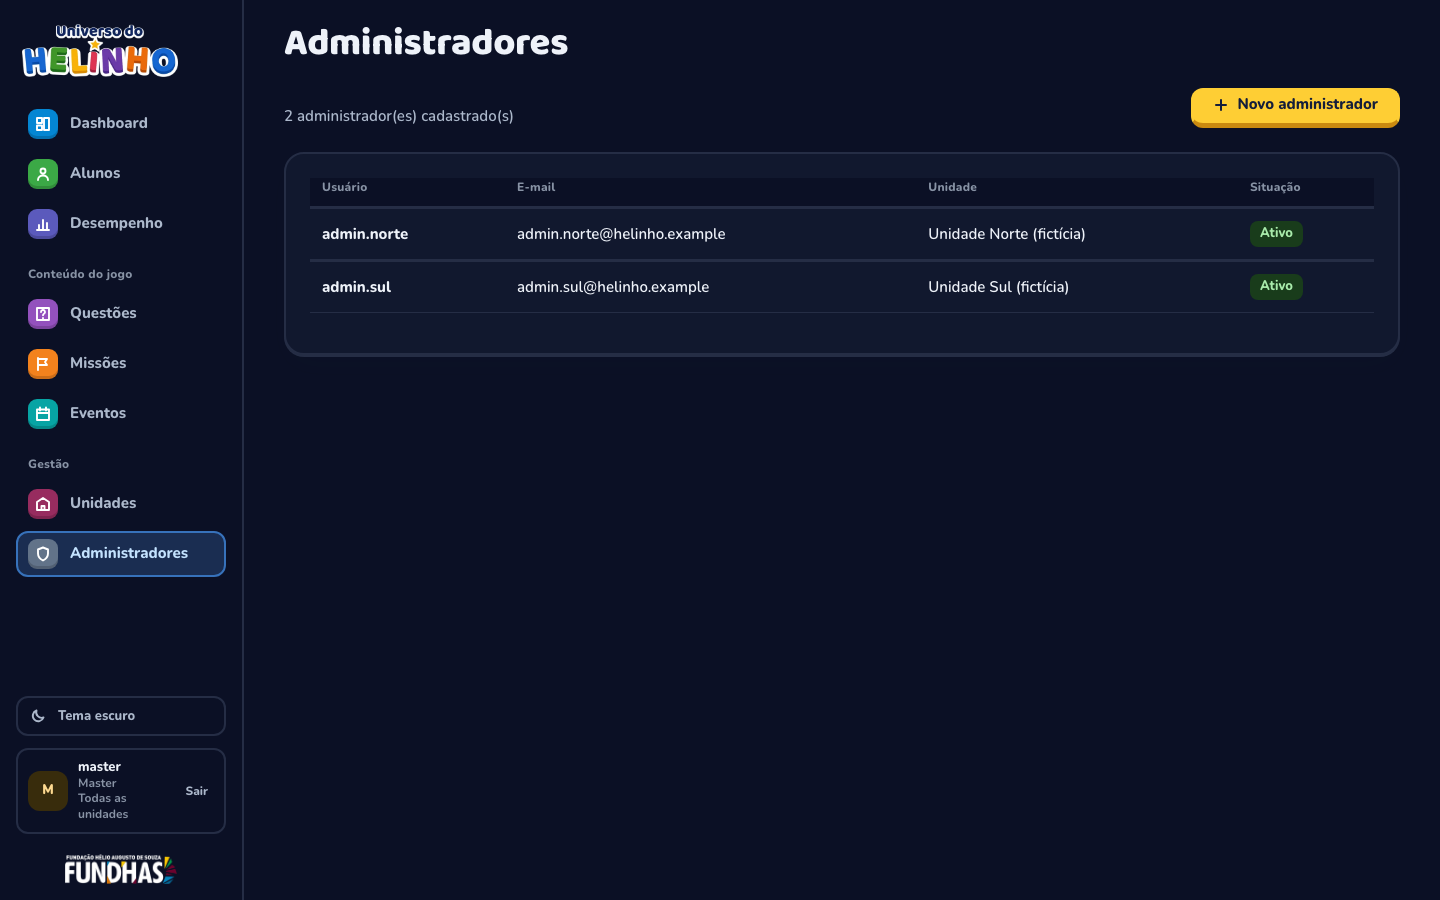 Universo do
HELINHO
Dashboard
Alunos
Desempenho
Conteúdo do jogo
Questões
Missões
Eventos
Gestão
Unidades
Administradores
Tema escuro
M
master
Master
Todas as
unidades
Sair
FUNDAÇÃO HÉLIO AUGUSTO DE SOUZA
FUNDHAS
Administradores
2 administrador(es) cadastrado(s)
Novo administrador
Usuário E-mail Unidade Situação
admin.norte admin.norte@helinho.example Unidade Norte (fictícia) Ativo
admin.sul admin.sul@helinho.example Unidade Sul (fictícia) Ativo